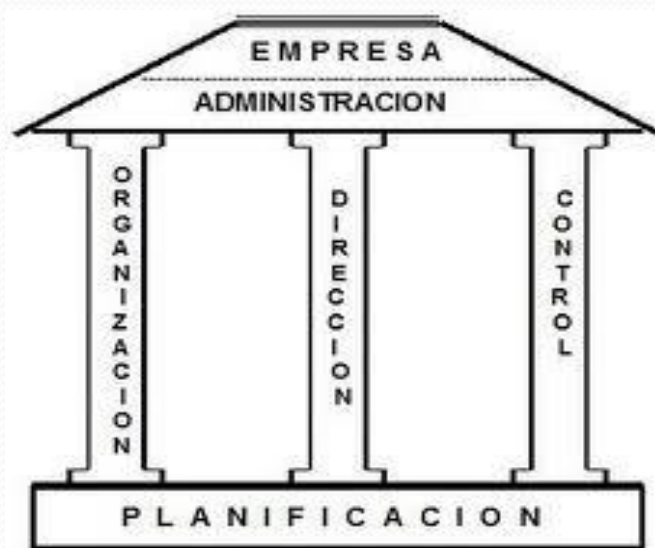 EMPRESA
ADMINISTRACION
ORGANIZACION
DIRECCION
CONTROL
PLANIFICACION